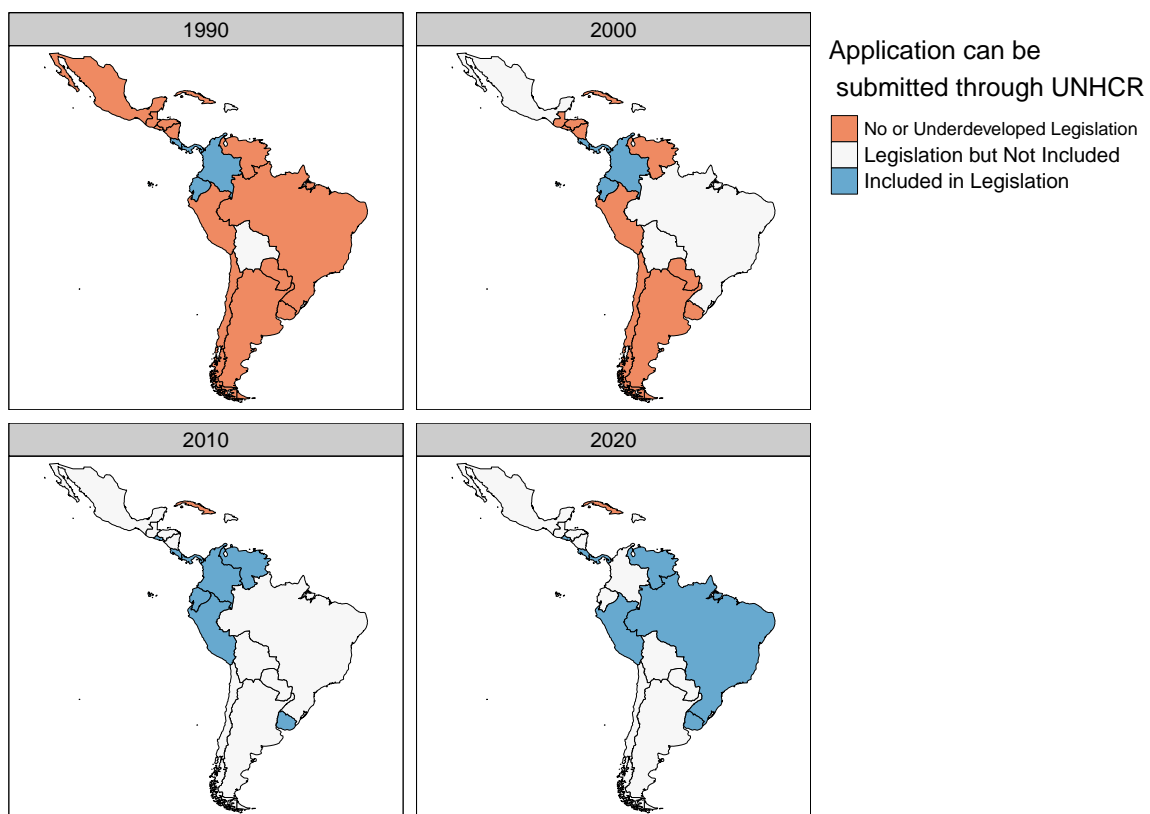 1990
2000
Application can be
submitted through UNHCR
No or Underdeveloped Legislation
Legislation but Not Included
Included in Legislation
2010
2020